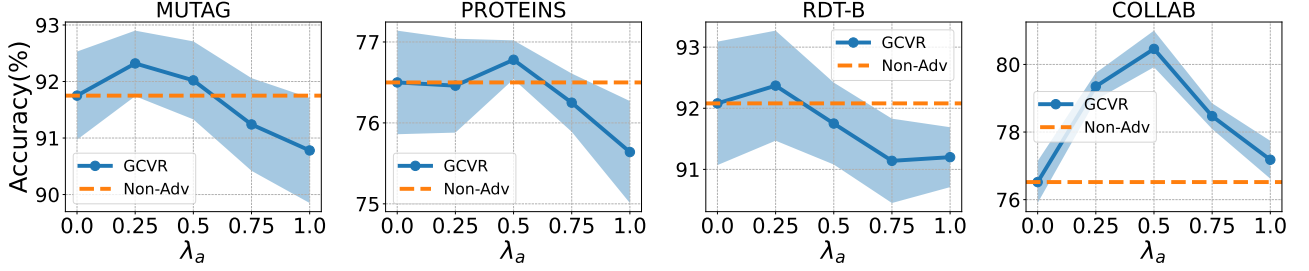 MUTAG
Accuracy(%)
93
92
91
90
GCVR
Non-Adv
0.0 0.25 0.5 0.75 1.0
λa
PROTEINS
77
76
75
GCVR
Non-Adv
0.0 0.25 0.5 0.75 1.0
λa
RDT-B
93
92
91
GCVR
Non-Adv
0.0 0.25 0.5 0.75 1.0
λa
COLLAB
80
78
76
GCVR
Non-Adv
0.0 0.25 0.5 0.75 1.0
λa